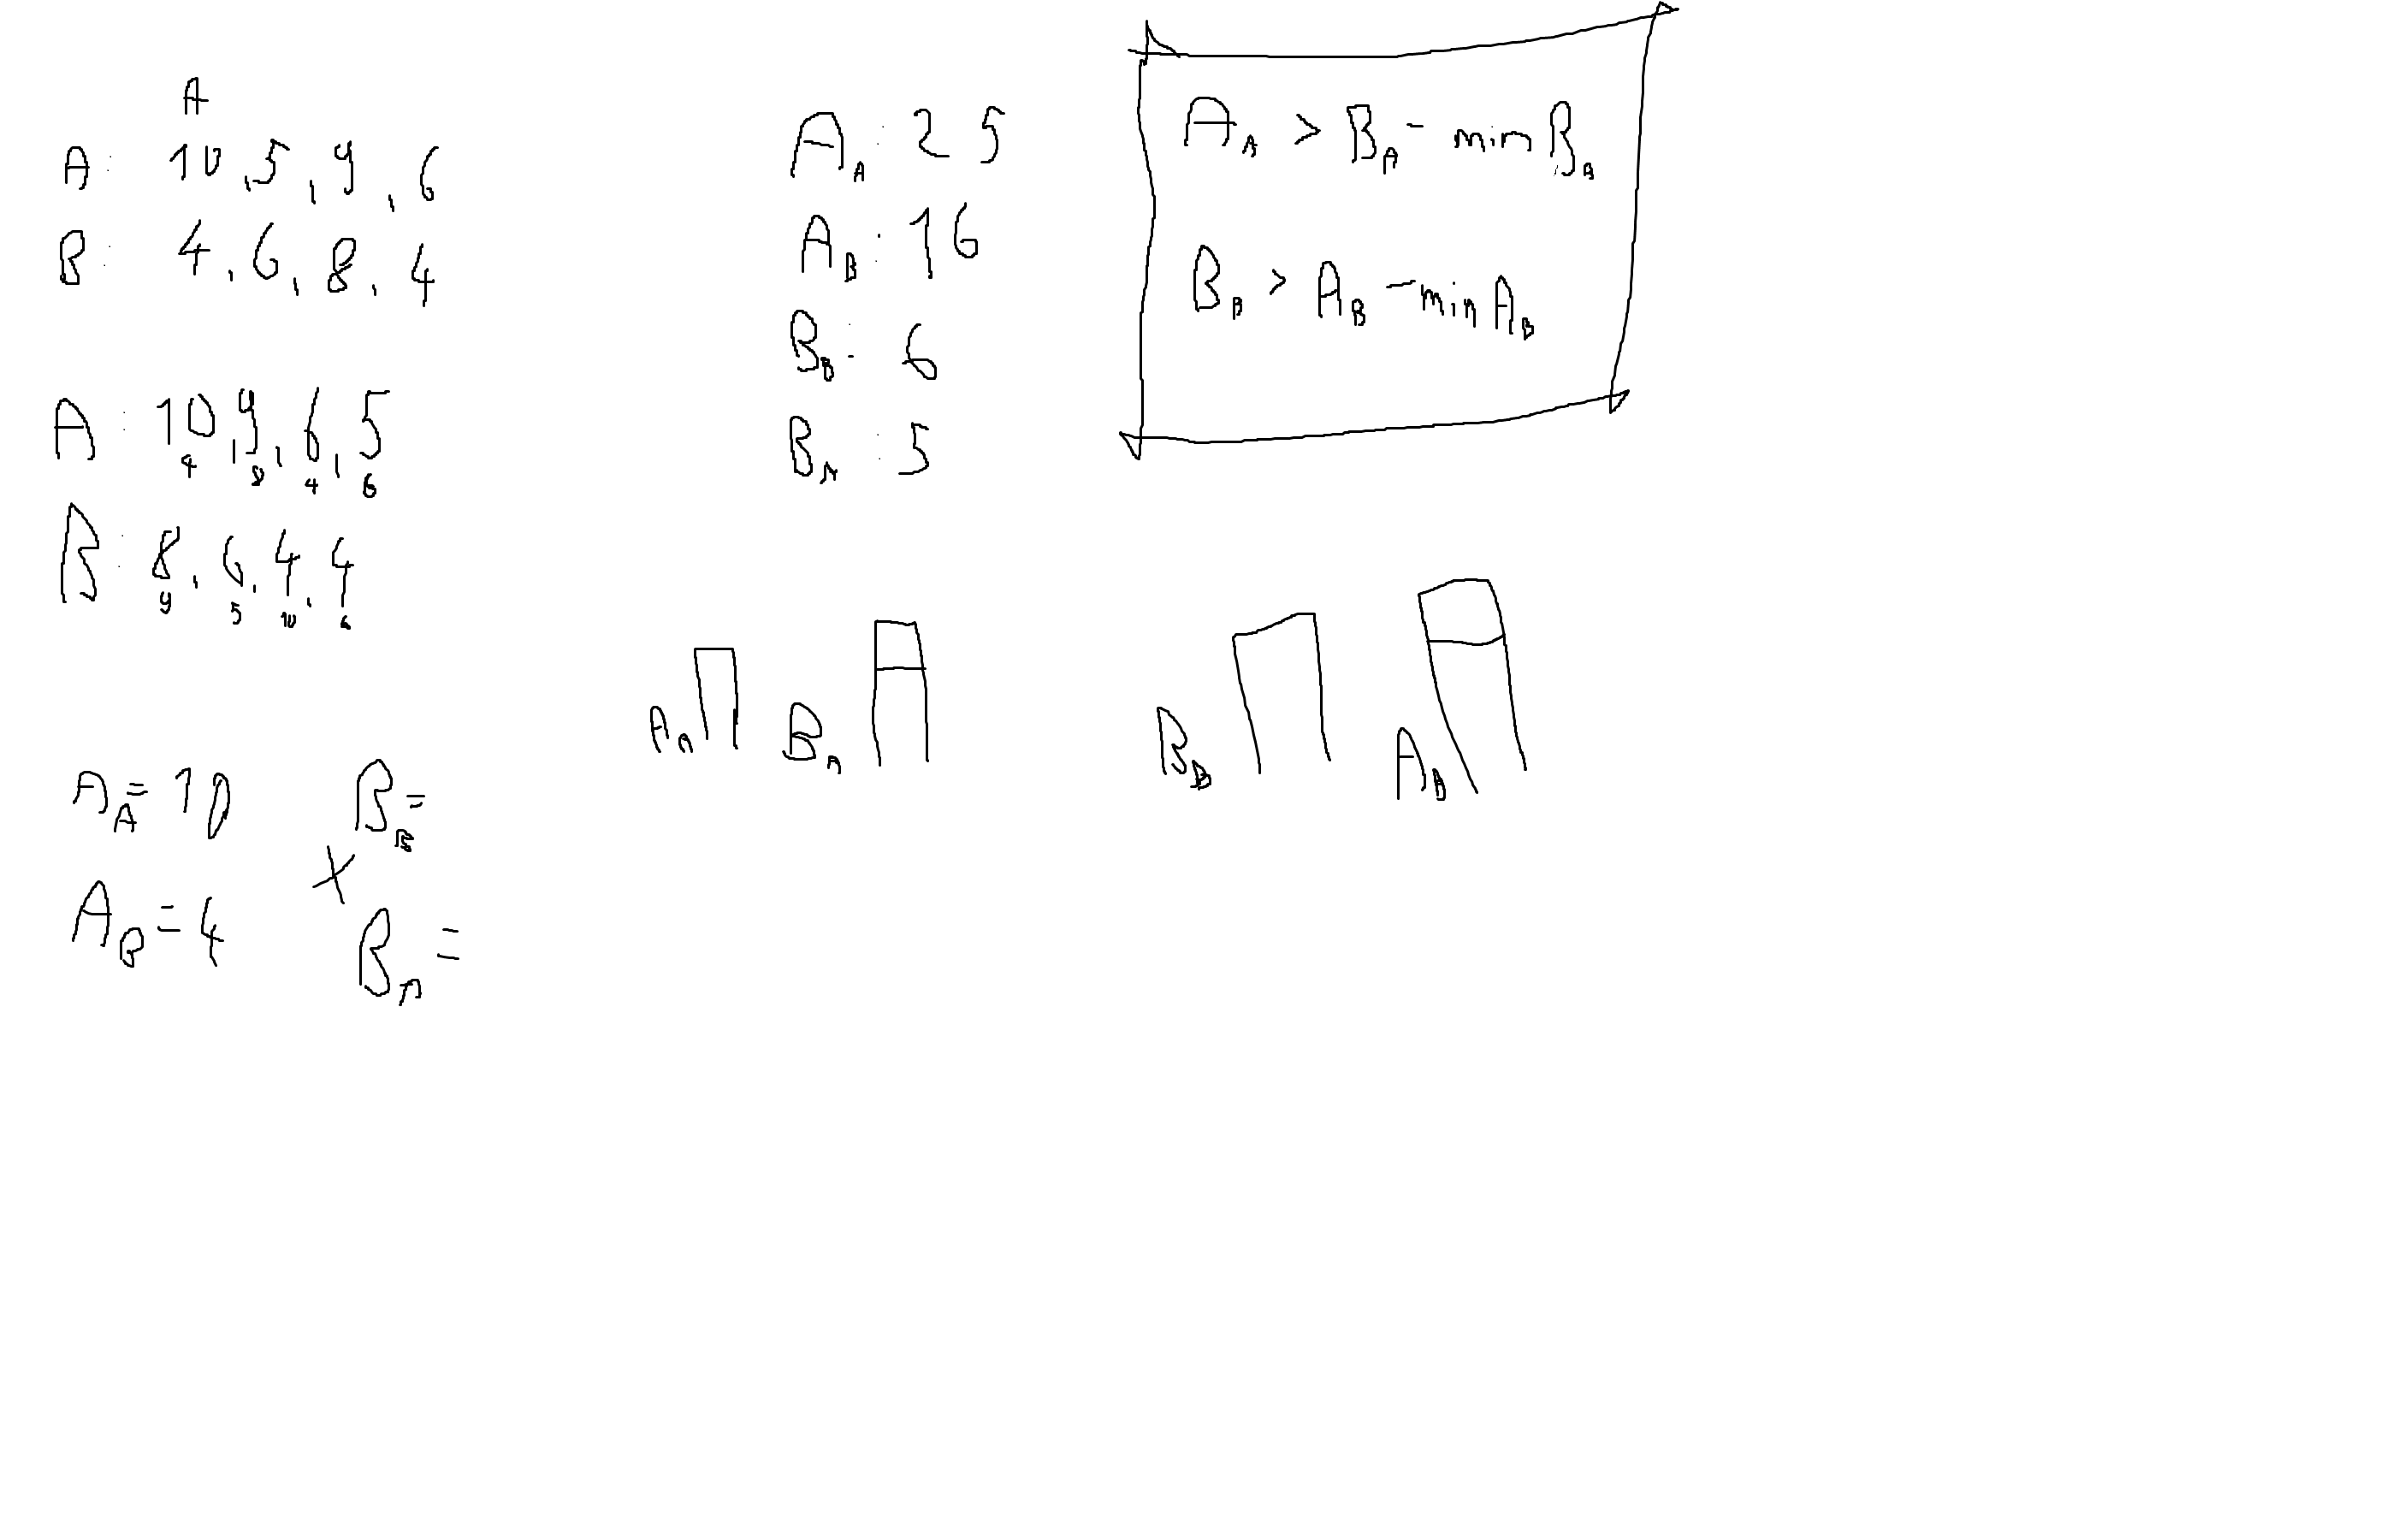 A
A: 10, 5, 9, 6
B: 4, 6, 8, 4
A: 10, 9, 6, 5
4 8 4 6
B: 8, 6, 4, 4
9 5 10 6
A_A = 10
A_B = 4
X
B_B =
B_A =
A_A: 25
A_B: 16
B_B: 6
B_A: 5
A_A > B_A - min B_A
B_B > A_B - min A_B
A_A
B_A
B_B
A_B